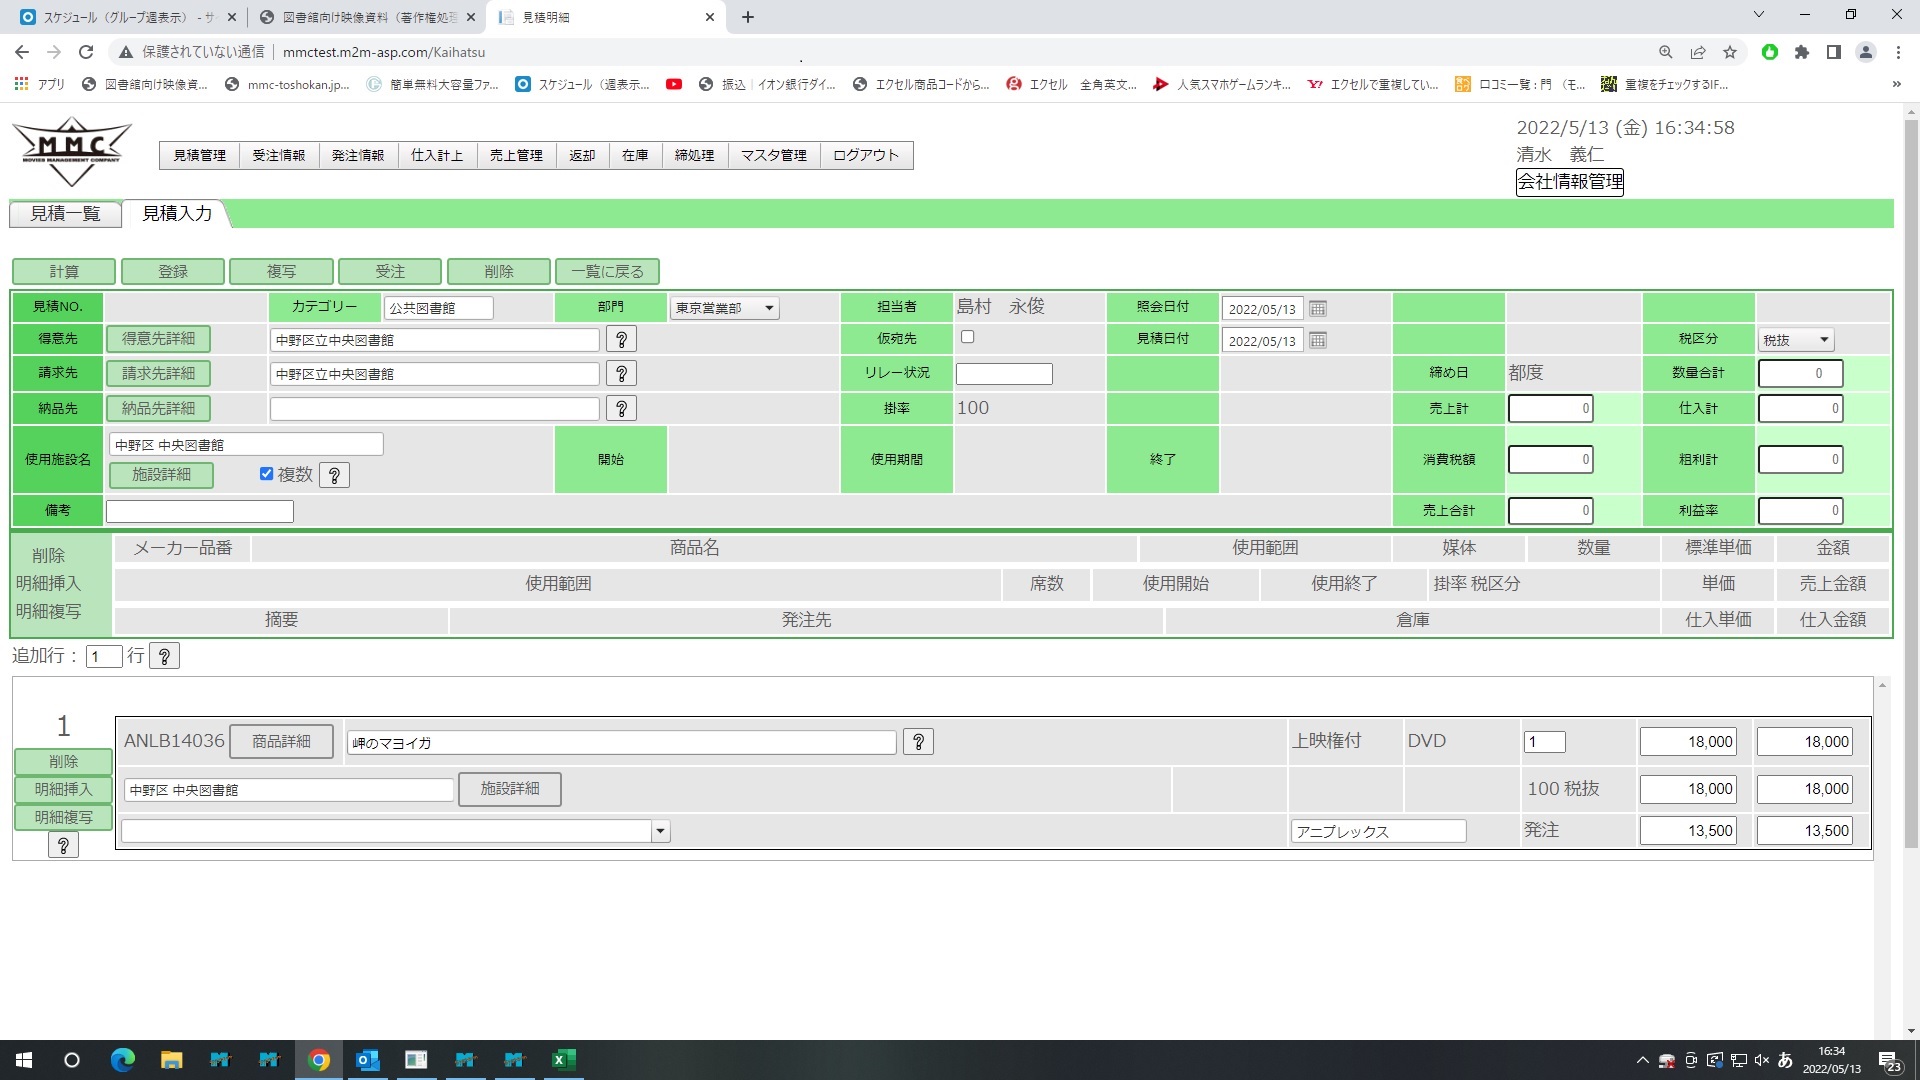 スケジュール（グループ週表示） - サ
図書館向け映像資料（著作権処理
見積明細
保護されていない通信
mmctest.m2m-asp.com/Kaihatsu
アプリ
図書館向け映像資...
mmc-toshokan.jp...
簡単無料大容量ファ...
スケジュール（週表示...
振込 | イオン銀行ダイ...
エクセル商品コードから...
エクセル　全角英文...
人気スマホゲームランキ...
エクセルで重複してい...
口コミ一覧 : 門　（モ...
重複をチェックするIF...
MMC
MOVIES MANAGEMENT COMPANY
見積管理 受注情報 発注情報 仕入計上 売上管理 返却 在庫 締処理 マスタ管理 ログアウト
2022/5/13 (金) 16:34:58
清水　義仁
会社情報管理
見積一覧 見積入力
計算 登録 複写 受注 削除 一覧に戻る
見積NO. カテゴリー 公共図書館 部門 東京営業部 担当者 島村　永俊 照会日付 2022/05/13
得意先 得意先詳細 中野区立中央図書館 ? 仮宛先 見積日付 2022/05/13 税区分 税抜
請求先 請求先詳細 中野区立中央図書館 ? リレー状況 締め日 都度 数量合計 0
納品先 納品先詳細 ? 掛率 100 売上計 0 仕入計 0
使用施設名 中野区 中央図書館 施設詳細 複数 ? 開始 使用期間 終了 消費税額 0 粗利計 0
備考 売上合計 0 利益率 0
削除 メーカー品番 商品名 使用範囲 媒体 数量 標準単価 金額
明細挿入 使用範囲 席数 使用開始 使用終了 掛率 税区分 単価 売上金額
明細複写 摘要 発注先 倉庫 仕入単価 仕入金額
追加行： 1 行 ?
1
削除
明細挿入
明細複写
?
ANLB14036 商品詳細 岬のマヨイガ ? 上映権付 DVD 1 18,000 18,000
中野区 中央図書館 施設詳細 100 税抜 18,000 18,000
アニプレックス 発注 13,500 13,500
あ
16:34
2022/05/13
23